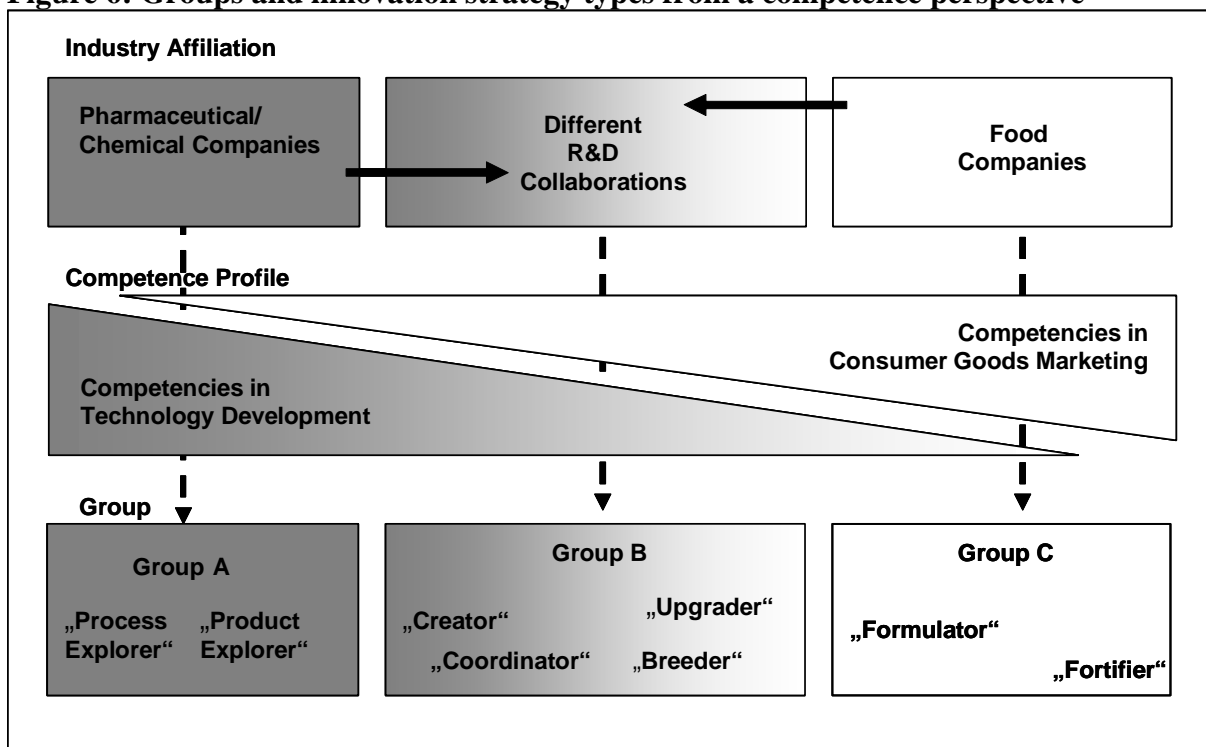 Figure 6: Groups and innovation strategy types from a competence perspective
Industry Affiliation
Pharmaceutical/
Chemical Companies
Different
R&D
Collaborations
Food
Companies
Competence Profile
Competencies in
Consumer Goods Marketing
Competencies in
Technology Development
Group
Group A
„Process
Explorer“
„Product
Explorer“
Group B
„Creator“
„Upgrader“
„Coordinator“
„Breeder“
Group C
„Formulator“
„Fortifier“